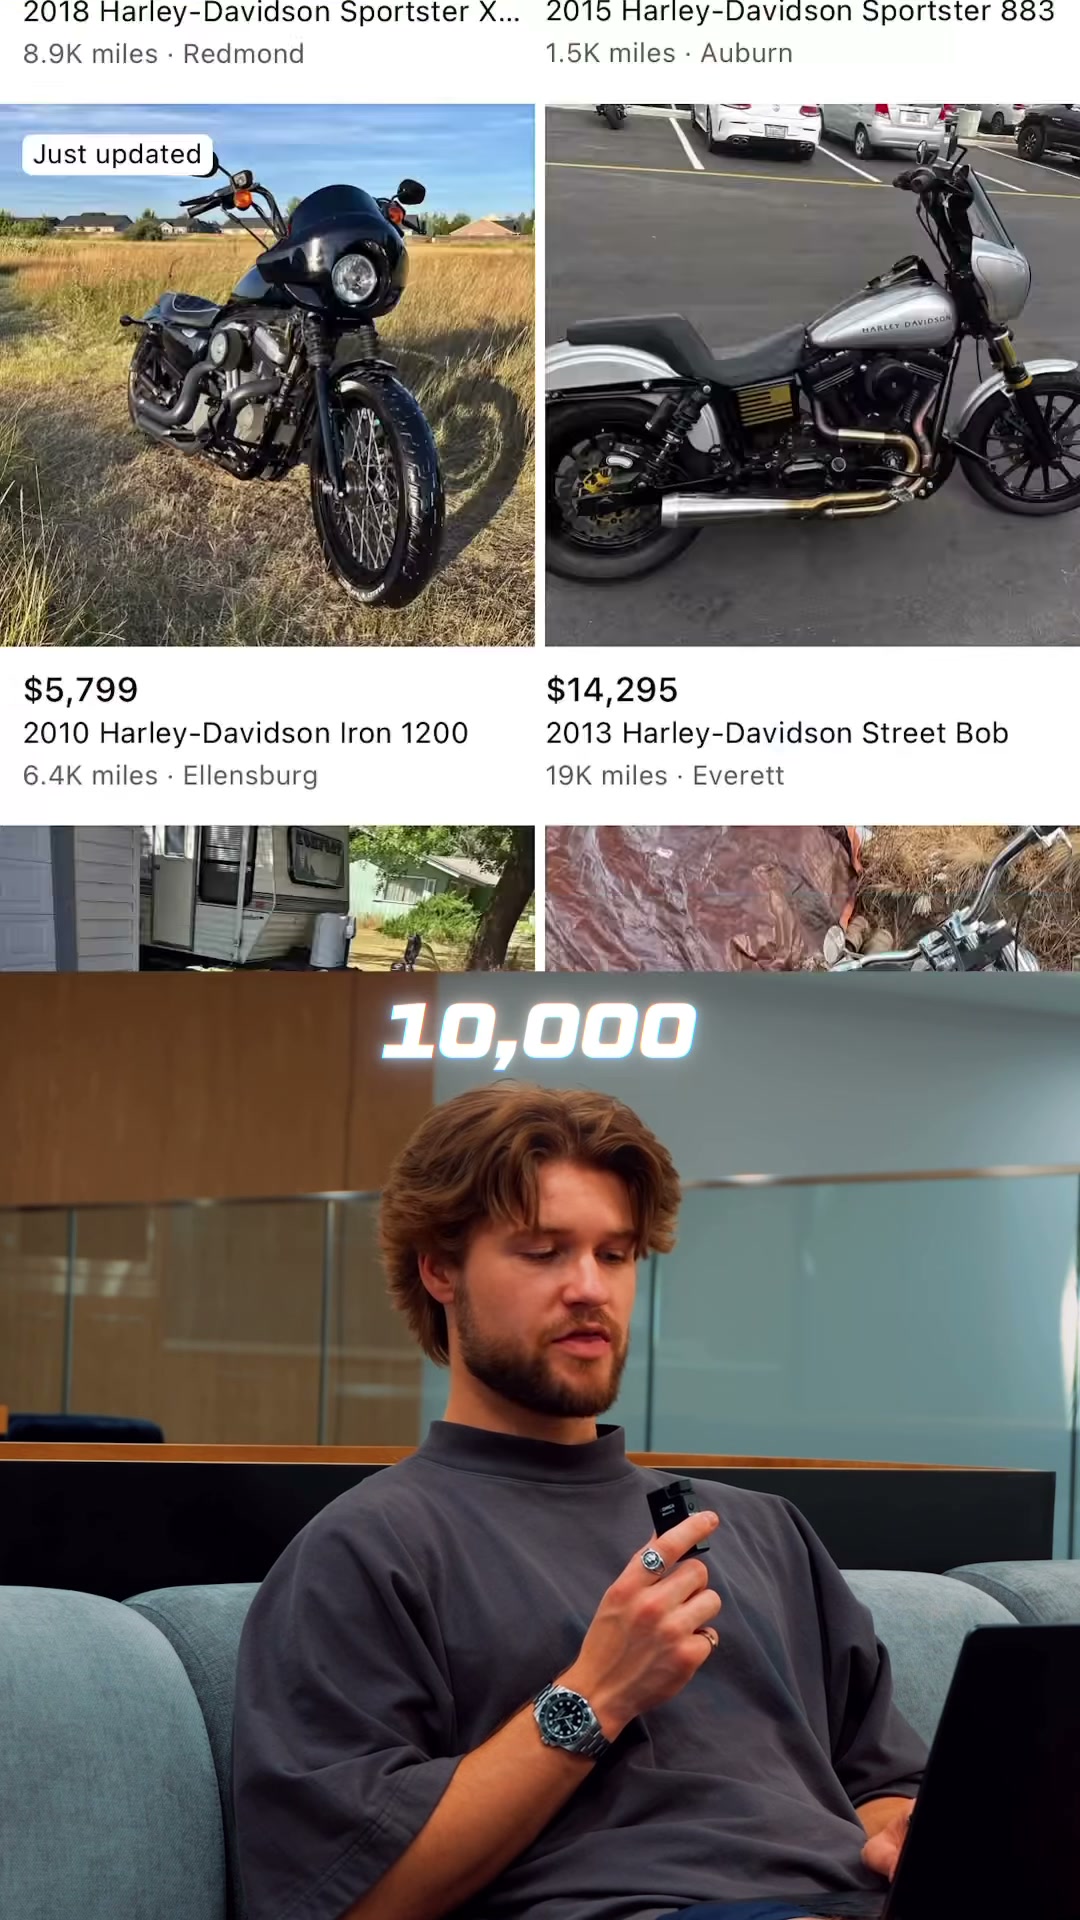 2018 Harley-Davidson Sportster X...
8.9K miles · Redmond
2015 Harley-Davidson Sportster 883
1.5K miles · Auburn
Just updated
HARLEY-DAVIDSON
$5,799
2010 Harley-Davidson Iron 1200
6.4K miles · Ellensburg
$14,295
2013 Harley-Davidson Street Bob
19K miles · Everett
10,000